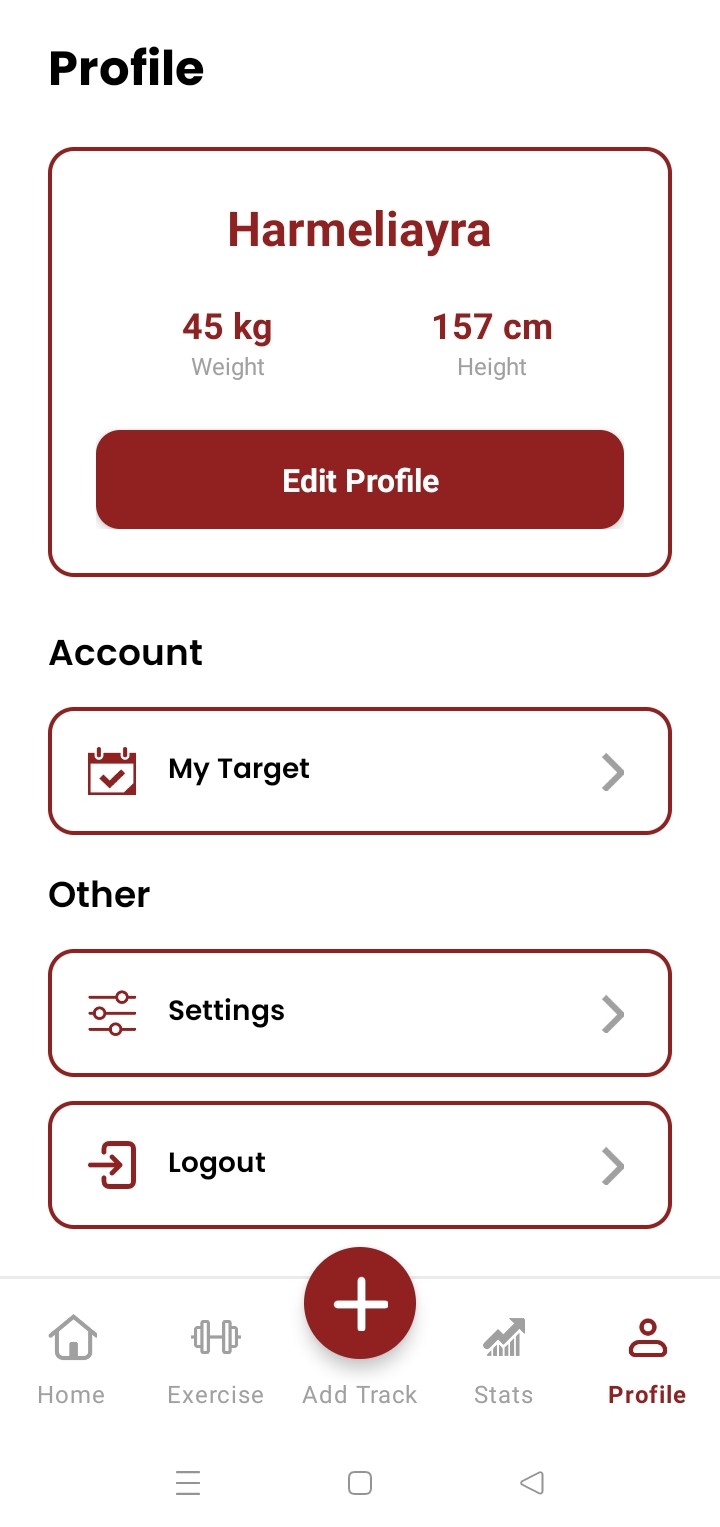 Profile
Harmeliayra
45 kg 157 cm
Weight Height
Edit Profile
Account
My Target
Other
Settings
Logout
Home Exercise Add Track Stats Profile